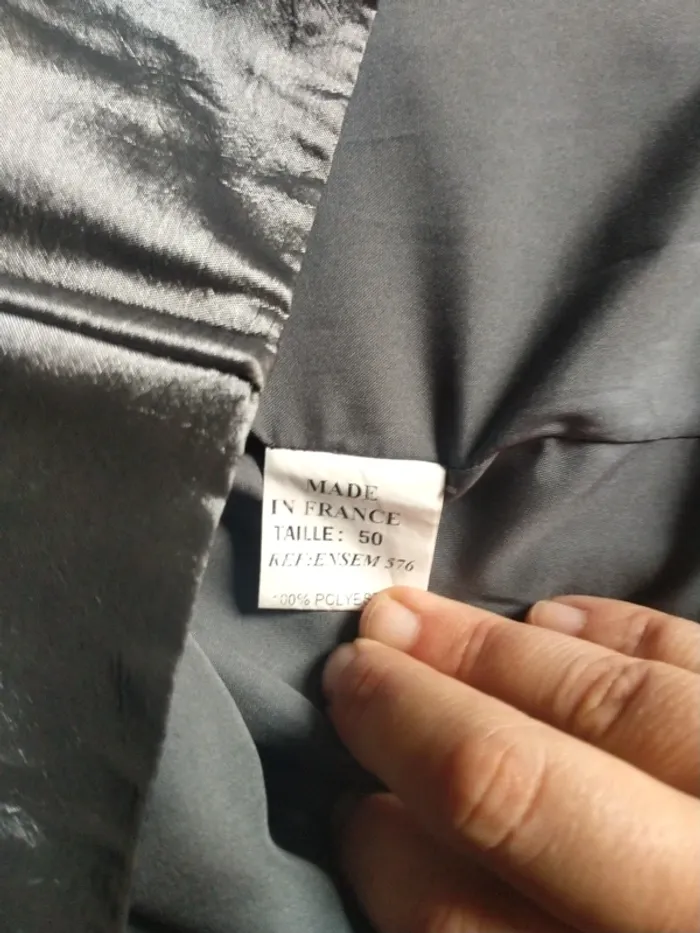 MADE
IN FRANCE
TAILLE: 50
REF:ENSEM 376
100%